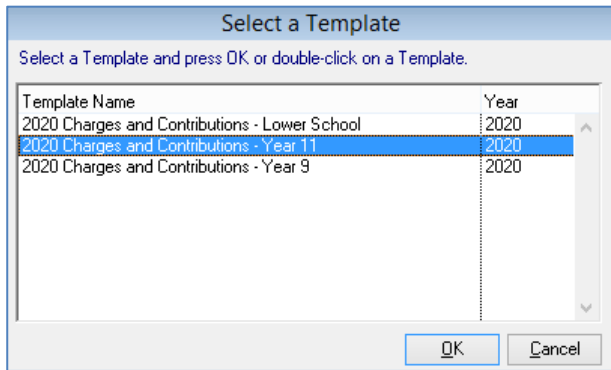 Select a Template
Select a Template and press OK or double-click on a Template.
Template Name Year
2020 Charges and Contributions - Lower School 2020
2020 Charges and Contributions - Year 11 2020
2020 Charges and Contributions - Year 9 2020
OK Cancel